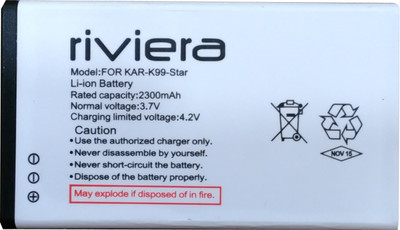 riviera
Model:FOR KAR-K99-Star
Li-ion Battery
Rated capacity:2300mAh
Normal voltage:3.7V
Charging limited voltage:4.2V
Caution
•Use the authorized charger only.
•Never disassemble by yourself.
•Never short-circuit the battery.
•Dispose of the battery properly.
May explode if disposed of in fire.
NOV 15